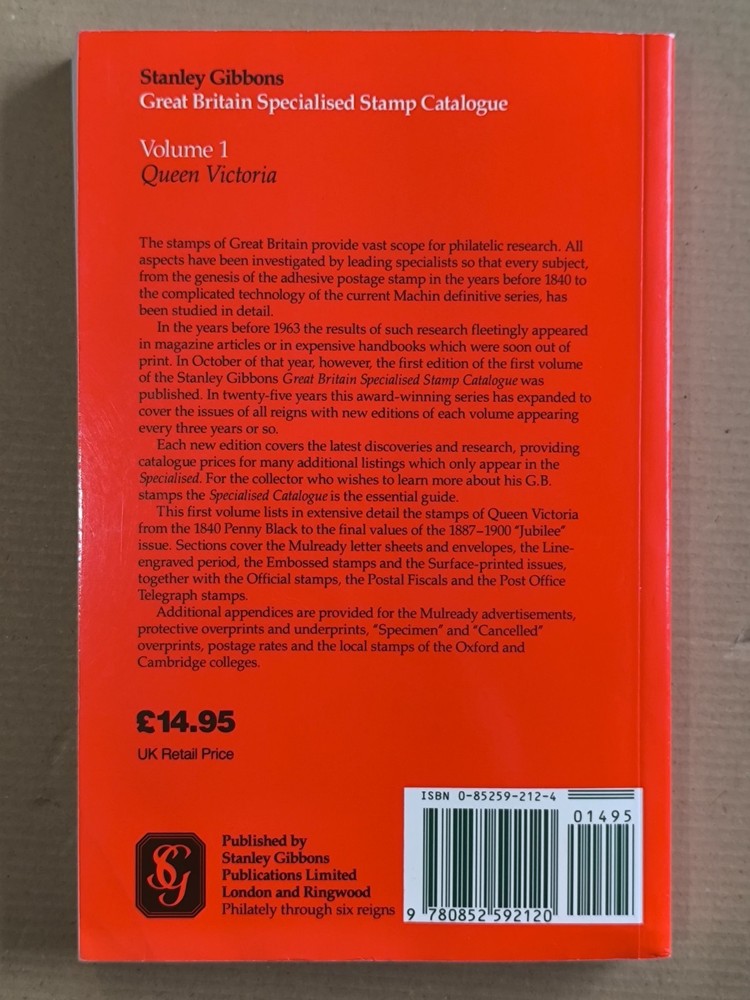 Stanley Gibbons
Great Britain Specialised Stamp Catalogue
Volume 1
Queen Victoria
The stamps of Great Britain provide vast scope for philatelic research. All
aspects have been investigated by leading specialists so that every subject,
from the genesis of the adhesive postage stamp in the years before 1840 to
the complicated technology of the current Machin definitive series, has
been studied in detail.
In the years before 1963 the results of such research fleetingly appeared
in magazine articles or in expensive handbooks which were soon out of
print. In October of that year, however, the first edition of the first volume
of the Stanley Gibbons Great Britain Specialised Stamp Catalogue was
published. In twenty-five years this award-winning series has expanded to
cover the issues of all reigns with new editions of each volume appearing
every three years or so.
Each new edition covers the latest discoveries and research, providing
catalogue prices for many additional listings which only appear in the
Specialised. For the collector who wishes to learn more about his G.B.
stamps the Specialised Catalogue is the essential guide.
This first volume lists in extensive detail the stamps of Queen Victoria
from the 1840 Penny Black to the final values of the 1887–1900 "Jubilee"
issue. Sections cover the Mulready letter sheets and envelopes, the Line-
engraved period, the Embossed stamps and the Surface-printed issues,
together with the Official stamps, the Postal Fiscals and the Post Office
Telegraph stamps.
Additional appendices are provided for the Mulready advertisements,
protective overprints and underprints, "Specimen" and "Cancelled"
overprints, postage rates and the local stamps of the Oxford and
Cambridge colleges.
£14.95
UK Retail Price
ISBN 0-85259-212-4
01495
9 780852 592120
SG
Published by
Stanley Gibbons
Publications Limited
London and Ringwood
Philately through six reigns